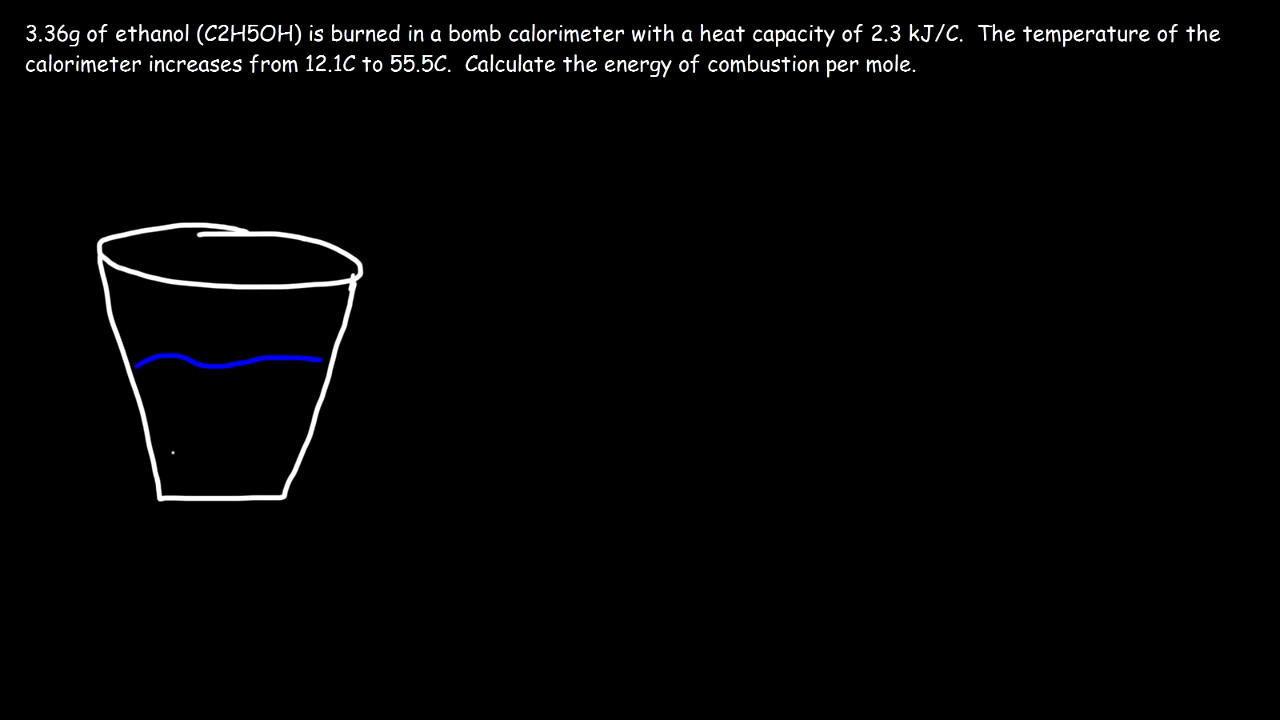 3.36g of ethanol (C2H5OH) is burned in a bomb calorimeter with a heat capacity of 2.3 kJ/C.  The temperature of the
calorimeter increases from 12.1C to 55.5C.  Calculate the energy of combustion per mole.